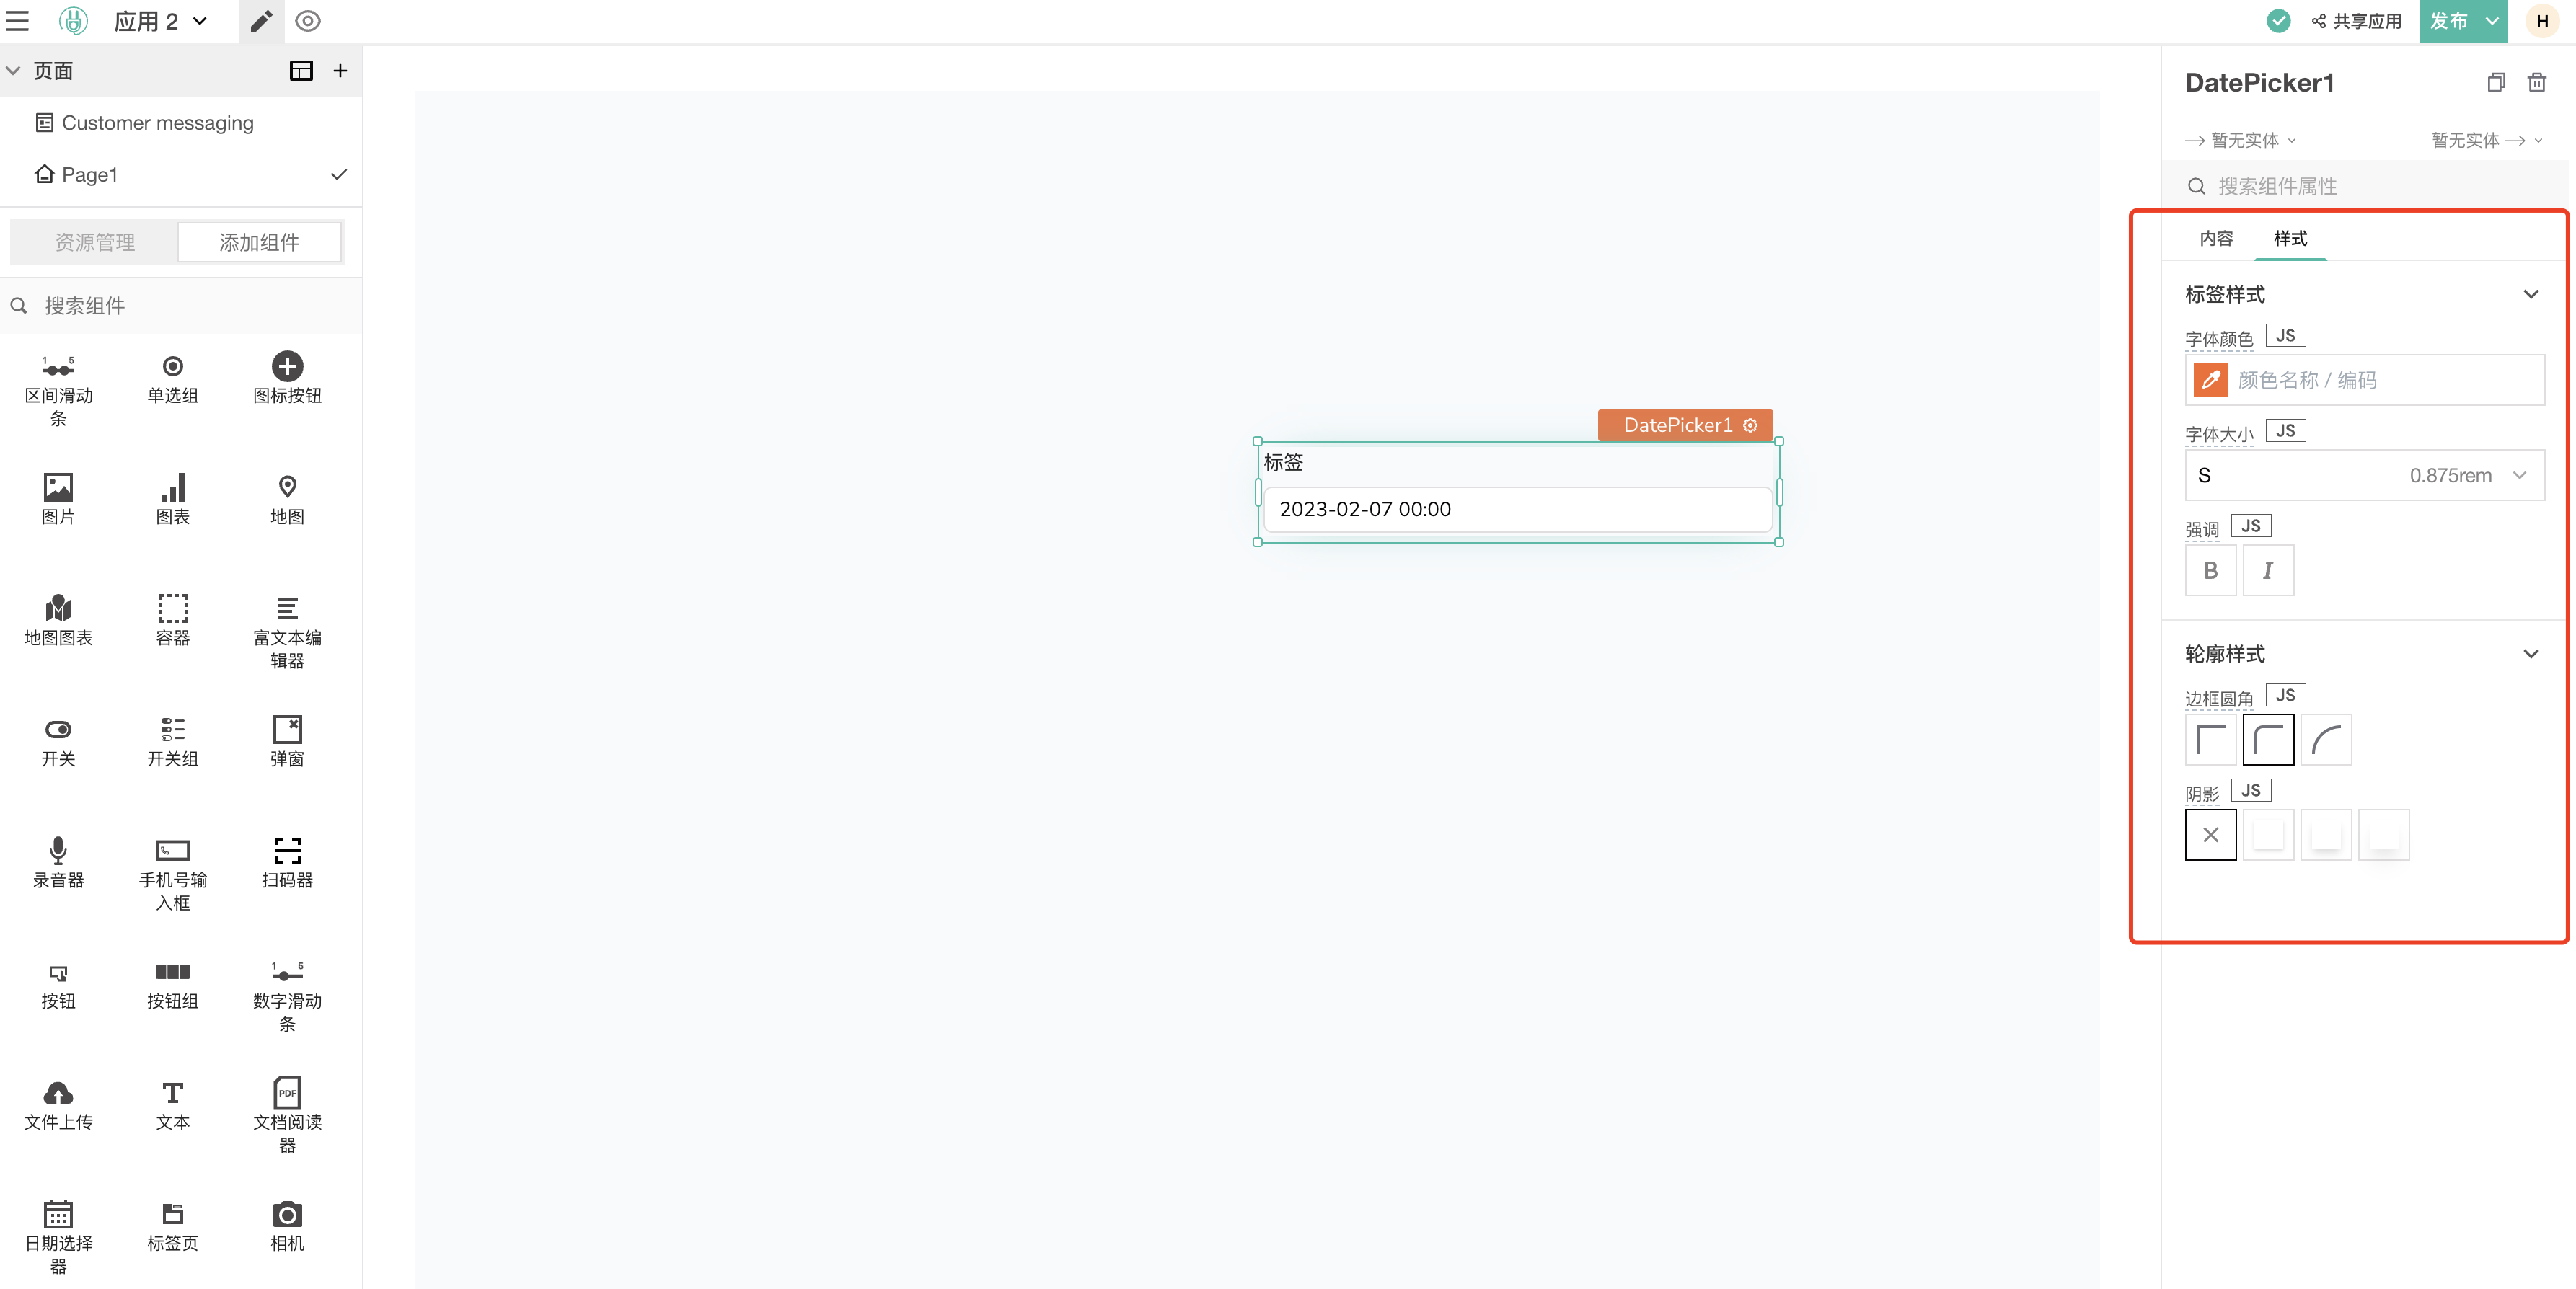 应用 2
共享应用
发布
H
页面
Customer messaging
Page1
资源管理
添加组件
搜索组件
1 5
区间滑动
条
单选组
图标按钮
图片
图表
地图
地图图表
容器
富文本编
辑器
开关
开关组
弹窗
录音器
手机号输
入框
扫码器
按钮
按钮组
1 5
数字滑动
条
文件上传
T
文本
PDF
文档阅读
器
日期选择
器
标签页
相机
DatePicker1
标签
2023-02-07 00:00
DatePicker1
暂无实体
暂无实体
搜索组件属性
内容
样式
标签样式
字体颜色 JS
颜色名称 / 编码
字体大小 JS
S 0.875rem
强调 JS
B I
轮廓样式
边框圆角 JS
阴影 JS